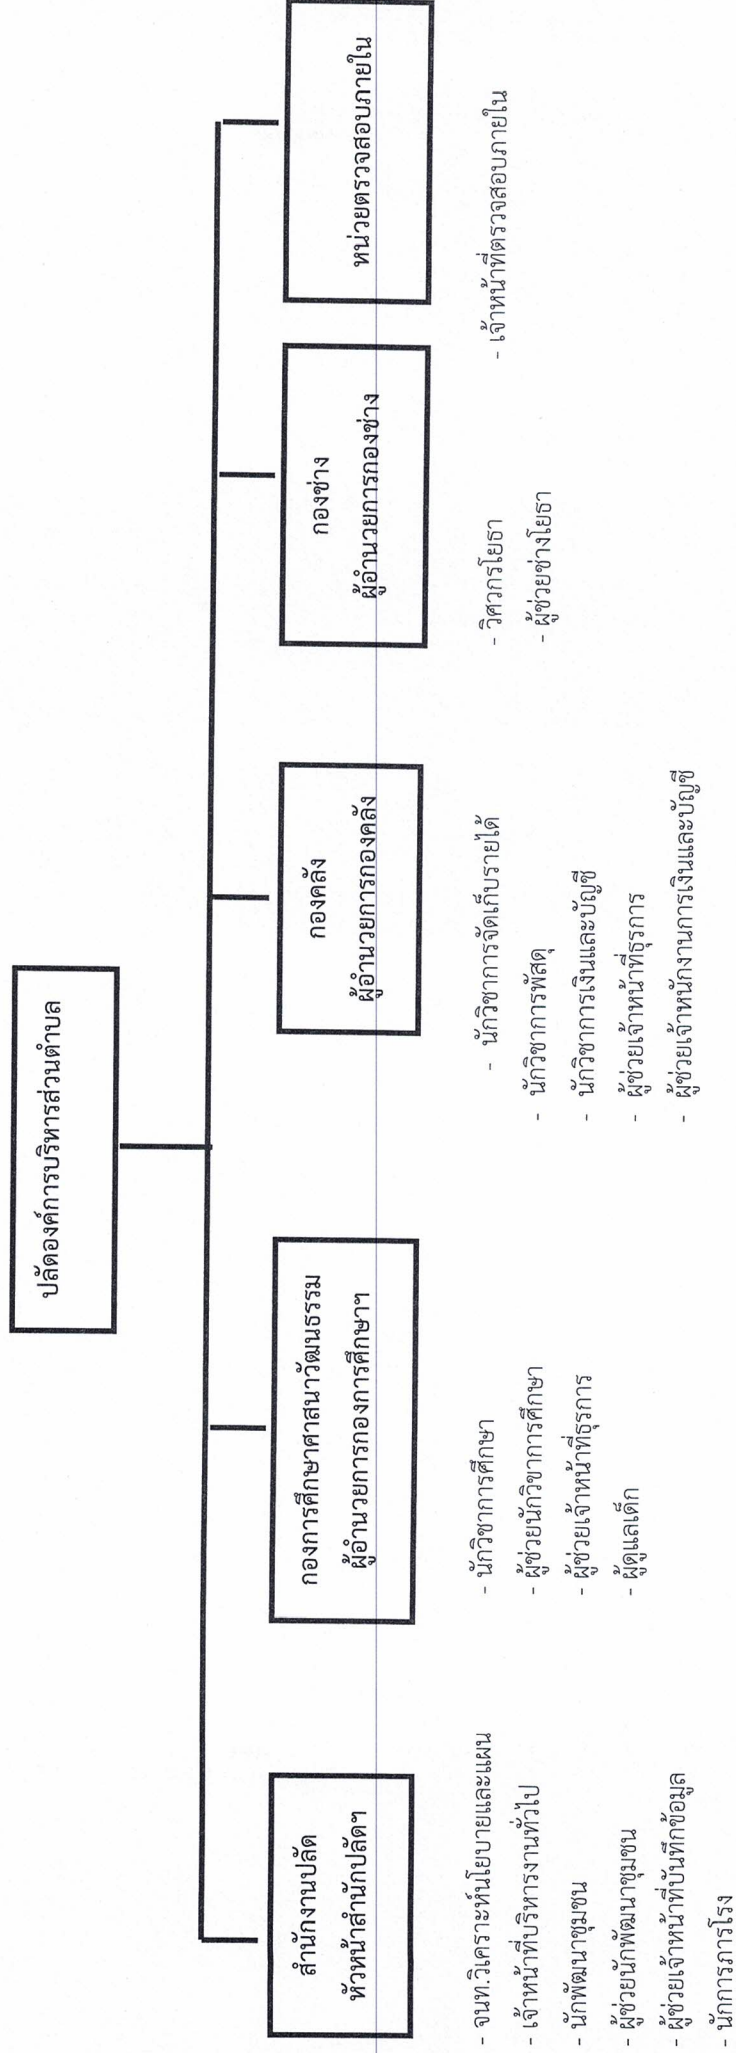 ปลัดองค์การบริหารส่วนตำบล
สำนักงานปลัด
หัวหน้าสำนักปลัดฯ
- จนท.วิเคราะห์นโยบายและแผน
- เจ้าหน้าที่บริหารงานทั่วไป
- นักพัฒนาชุมชน
- ผู้ช่วยนักพัฒนาชุมชน
- ผู้ช่วยเจ้าหน้าที่บันทึกข้อมูล
- นักการภารโรง
กองการศึกษาศาสนาวัฒนธรรม
ผู้อำนวยการกองการศึกษาฯ
- นักวิชาการศึกษา
- ผู้ช่วยนักวิชาการศึกษา
- ผู้ช่วยเจ้าหน้าที่ธุรการ
- ผู้ดูแลเด็ก
กองคลัง
ผู้อำนวยการกองคลัง
- นักวิชาการจัดเก็บรายได้
- นักวิชาการพัสดุ
- นักวิชาการเงินและบัญชี
- ผู้ช่วยเจ้าหน้าที่ธุรการ
- ผู้ช่วยเจ้าหนักงานการเงินและบัญชี
กองช่าง
ผู้อำนวยการกองช่าง
- วิศวกรโยธา
- ผู้ช่วยช่างโยธา
หน่วยตรวจสอบภายใน
- เจ้าหน้าที่ตรวจสอบภายใน